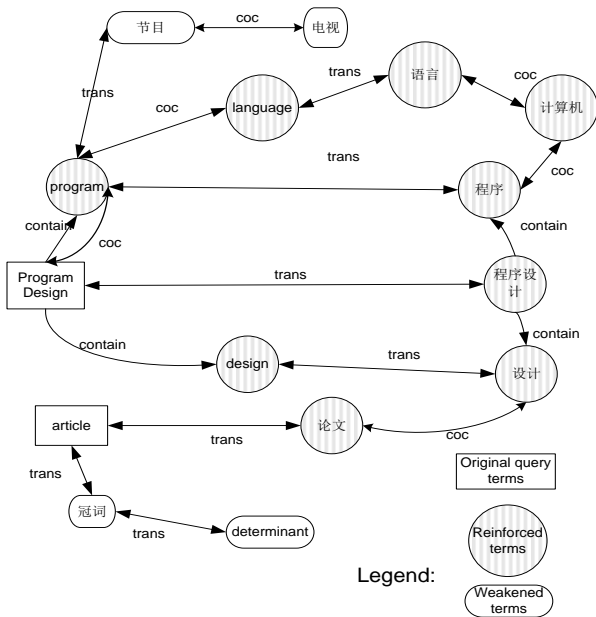 节目
coc
电视
trans
coc
language
trans
语言
coc
计算机
program
trans
程序
coc
contain
coc
contain
Program
Design
trans
程序设
计
contain
contain
design
trans
设计
article
trans
论文
coc
trans
冠词
trans
determinant
Original query
terms
Reinforced
terms
Legend:
Weakened
terms